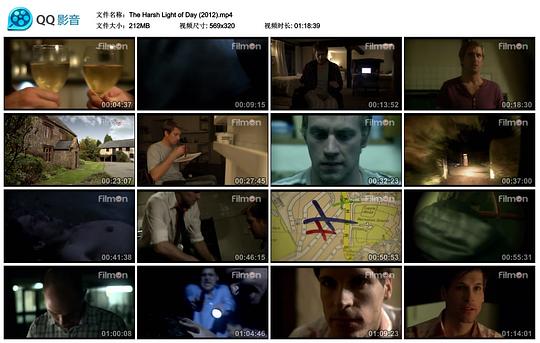 QQ影音
文件名称：The Harsh Light of Day (2012).mp4
文件大小：212MB 视频尺寸: 569x320 视频时长: 01:18:39
Filmon Filmon Filmon Filmon
00:04:37 00:09:15 00:13:52 00:18:30
Filmon Filmon Filmon Filmon
00:23:07 00:27:45 00:32:23 00:37:00
Filmon Filmon Filmon Filmon
00:41:38 00:46:15 00:50:53 00:55:31
Filmon Filmon Filmon Filmon
01:00:08 01:04:46 01:09:23 01:14:01